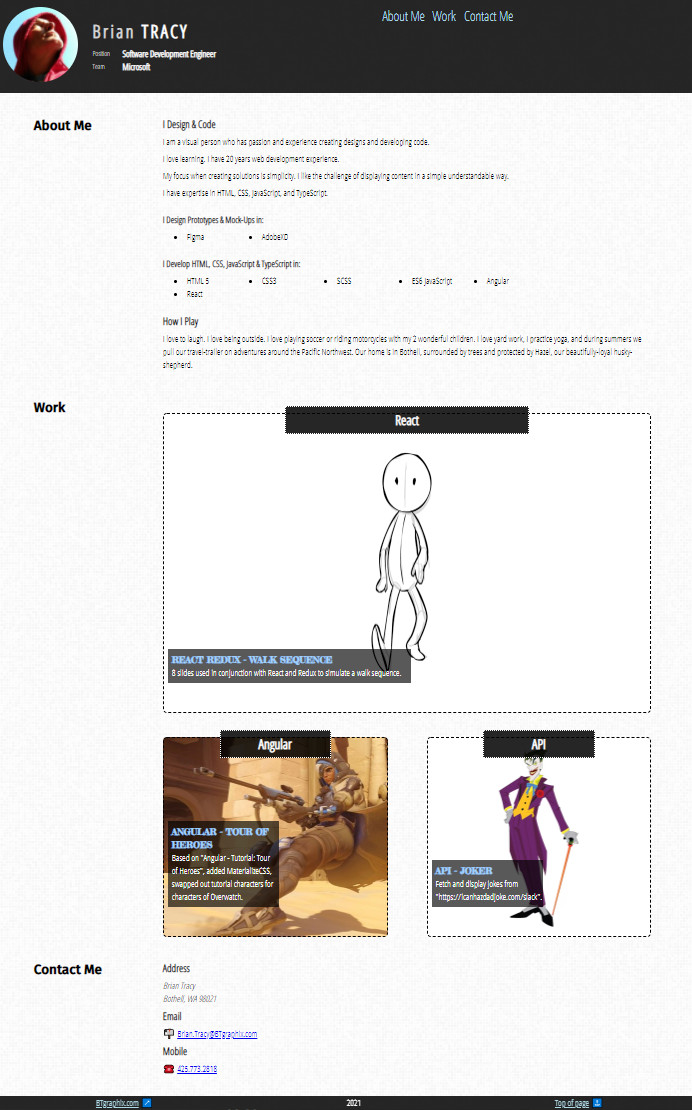 Brian TRACY
About Me Work Contact Me
Position Software Development Engineer
Team Microsoft
About Me
I Design & Code
I am a visual person who has passion and experience creating designs and developing code.
I love learning. I have 20 years web development experience.
My focus when creating solutions is simplicity. I like the challenge of displaying content in a simple understandable way.
I have expertise in HTML, CSS, JavaScript, and TypeScript.
I Design Prototypes & Mock-Ups in:
• Figma • AdobeXD
I Develop HTML, CSS, JavaScript & TypeScript in:
• HTML 5 • CSS3 • SCSS • ES6 JavaScript • Angular
• React
How I Play
I love to laugh. I love being outside. I love playing soccer or riding motorcycles with my 2 wonderful children. I love yard work, I practice yoga, and during summers we
pull our travel-trailer on adventures around the Pacific Northwest. Our home is in Bothell, surrounded by trees and protected by Hazel, our beautifully-loyal husky-
shepherd.
Work
React
REACT REDUX - WALK SEQUENCE
8 slides used in conjunction with React and Redux to simulate a walk sequence.
Angular
ANGULAR - TOUR OF
HEROES
Based on "Angular - Tutorial: Tour
of Heroes", added MaterializeCSS,
swapped out tutorial characters for
characters of Overwatch.
API
API - JOKER
Fetch and display jokes from
"https://icanhazdadjoke.com/slack".
Contact Me
Address
Brian Tracy
Bothell, WA 98021
Email
Brian.Tracy@BTgraphix.com
Mobile
425.773.2818
BTgraphix.com
2021
Top of page